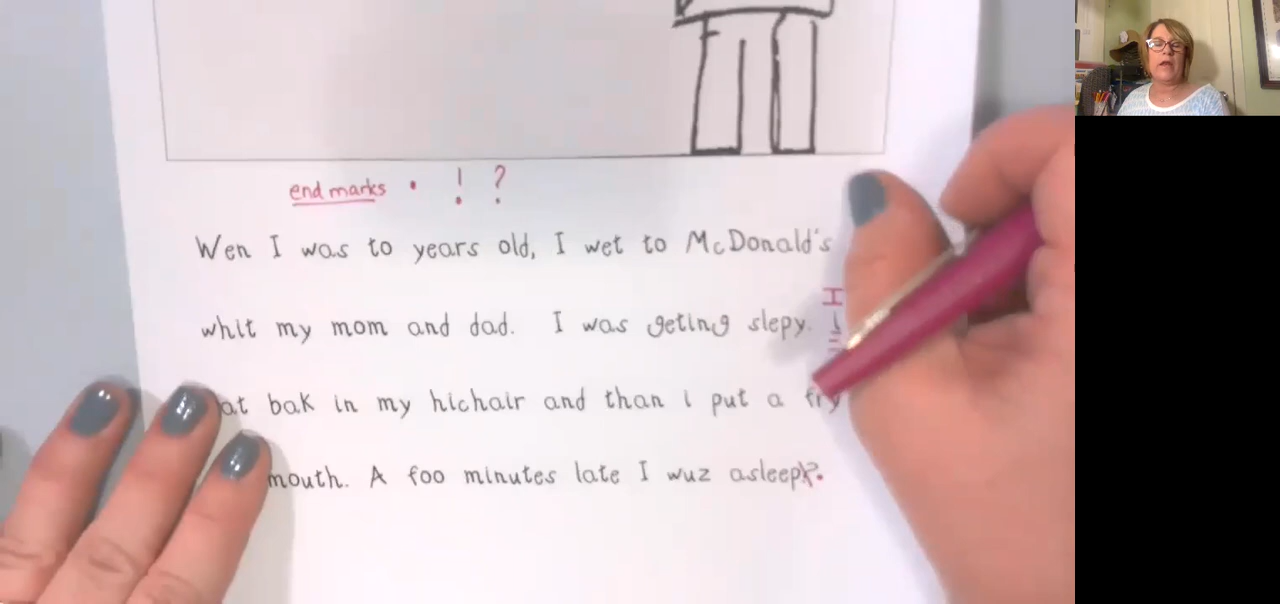 end marks . ! ?
Wen I was to years old, I wet to McDonald's
I
whit my mom and dad. I was geting slepy. i
bak in my hichair and than i put a fry
mouth. A foo minutes late I wuz asleep.